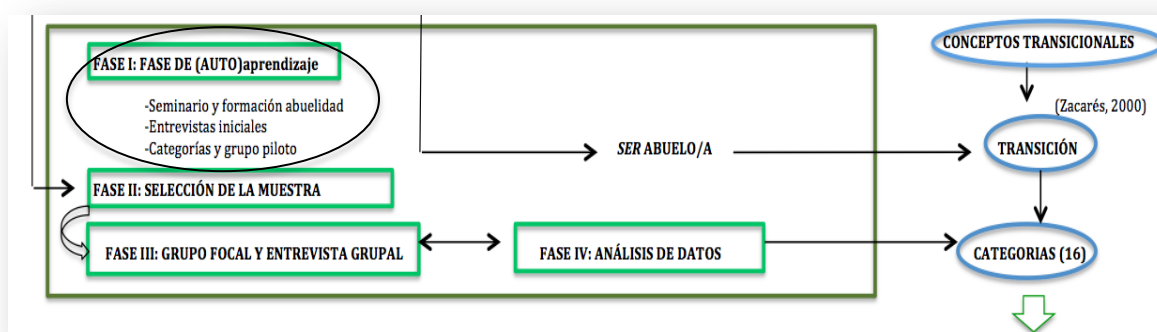 FASE I: FASE DE (AUTO)aprendizaje
-Seminario y formación abuelidad
-Entrevistas iniciales
-Categorías y grupo piloto
FASE II: SELECCIÓN DE LA MUESTRA
FASE III: GRUPO FOCAL Y ENTREVISTA GRUPAL
FASE IV: ANÁLISIS DE DATOS
SER ABUELO/A
CONCEPTOS TRANSICIONALES
(Zacarés, 2000)
TRANSICIÓN
CATEGORIAS (16)